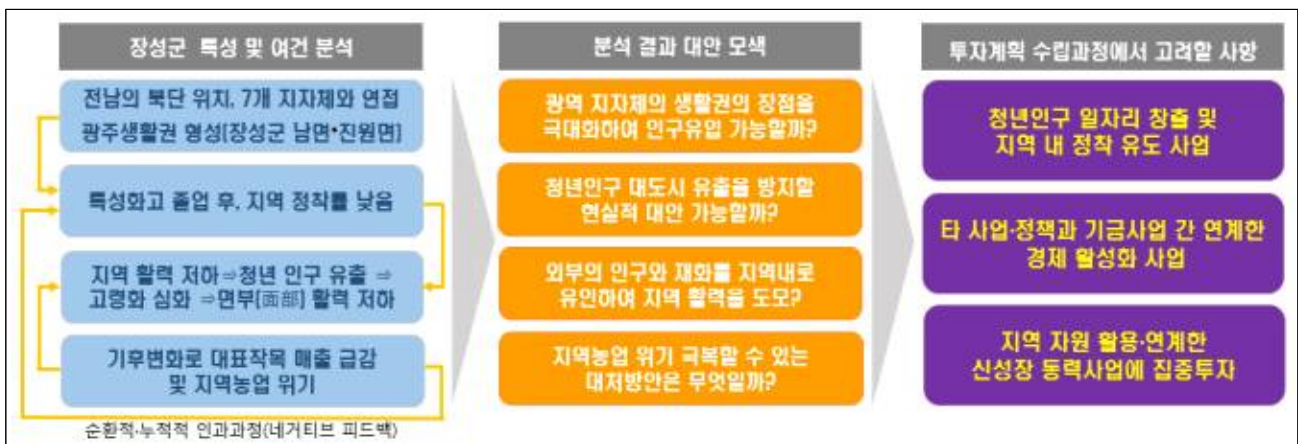 장성군 특성 및 여건 분석
전남의 북단 위치, 7개 지자체와 연접
광주생활권 형성[장성군 남면·진원면]
특성화고 졸업 후, 지역 정착률 낮음
지역 활력 저하⇒청년 인구 유출 ⇒
고령화 심화 ⇒면부[面部] 활력 저하
기후변화로 대표작목 매출 급감
및 지역농업 위기
순환적·누적적 인과과정(네거티브 피드백)
분석 결과 대안 모색
광역 지자체의 생활권의 장점을
극대화하여 인구유입 가능할까?
청년인구 대도시 유출을 방지할
현실적 대안 가능할까?
외부의 인구와 재화를 지역내로
유인하여 지역 활력을 도모?
지역농업 위기 극복할 수 있는
대처방안은 무엇일까?
투자계획 수립과정에서 고려할 사항
청년인구 일자리 창출 및
지역 내 정착 유도 사업
타 사업·정책과 기금사업 간 연계한
경제 활성화 사업
지역 자원 활용·연계한
신성장 동력사업에 집중투자